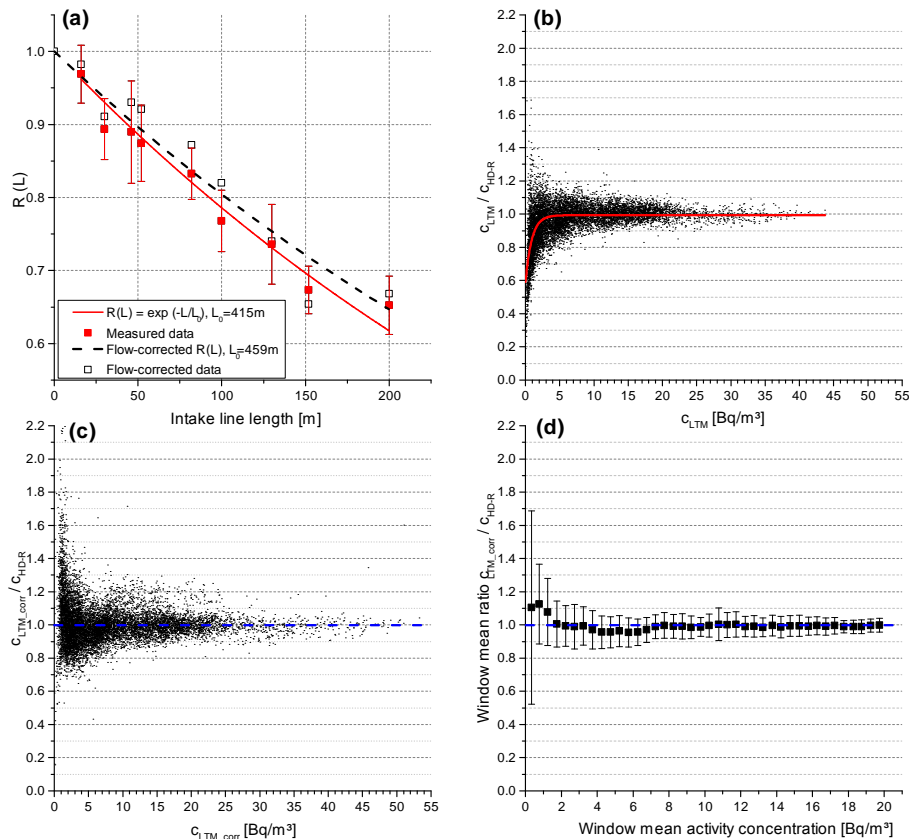 (a)
1.0
0.9
0.8
0.7
0.6
R (L)
R(L) = exp (-L/L0), L0=415m
Measured data
Flow-corrected R(L), L0=459m
Flow-corrected data
0 50 100 150 200
Intake line length [m]
(b)
2.2
2.0
1.8
1.6
1.4
1.2
1.0
0.8
0.6
0.4
0.2
0.0
cLTM / cHD-R
0 5 10 15 20 25 30 35 40 45 50 55
cLTM [Bq/m³]
(c)
2.2
2.0
1.8
1.6
1.4
1.2
1.0
0.8
0.6
0.4
0.2
0.0
cLTM_corr / cHD-R
0 5 10 15 20 25 30 35 40 45 50 55
cLTM_corr [Bq/m³]
(d)
2.2
2.0
1.8
1.6
1.4
1.2
1.0
0.8
0.6
0.4
0.2
0.0
Window mean ratio cLTM_corr / cHD-R
0 2 4 6 8 10 12 14 16 18 20
Window mean activity concentration [Bq/m³]